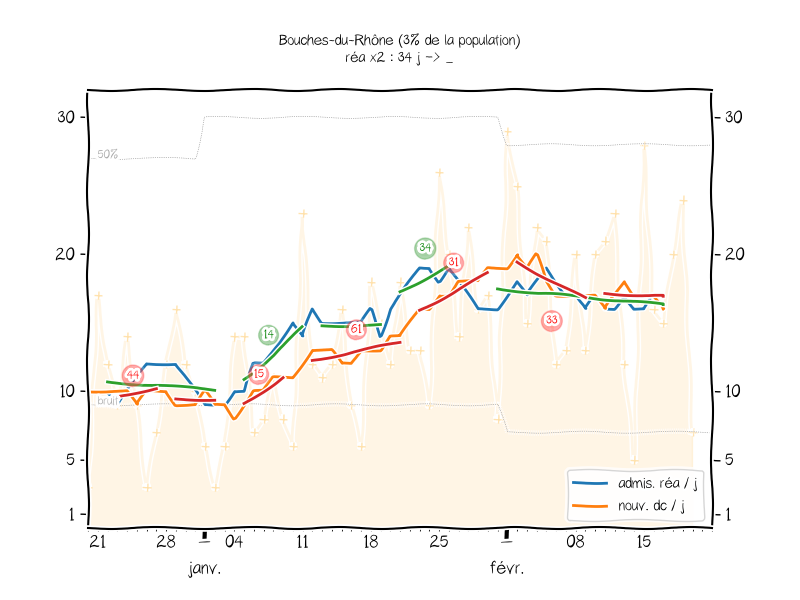 Bouches-du-Rhône (3% de la population)
réa x2 : 34 j -> _
30 30
50%
34
31
20 20
33
14
61
44
15
10 10
bruit
5 5
admis. réa / j
nouv. dc / j
1 1
21 28 1 04 11 18 25 1 08 15
janv. févr.